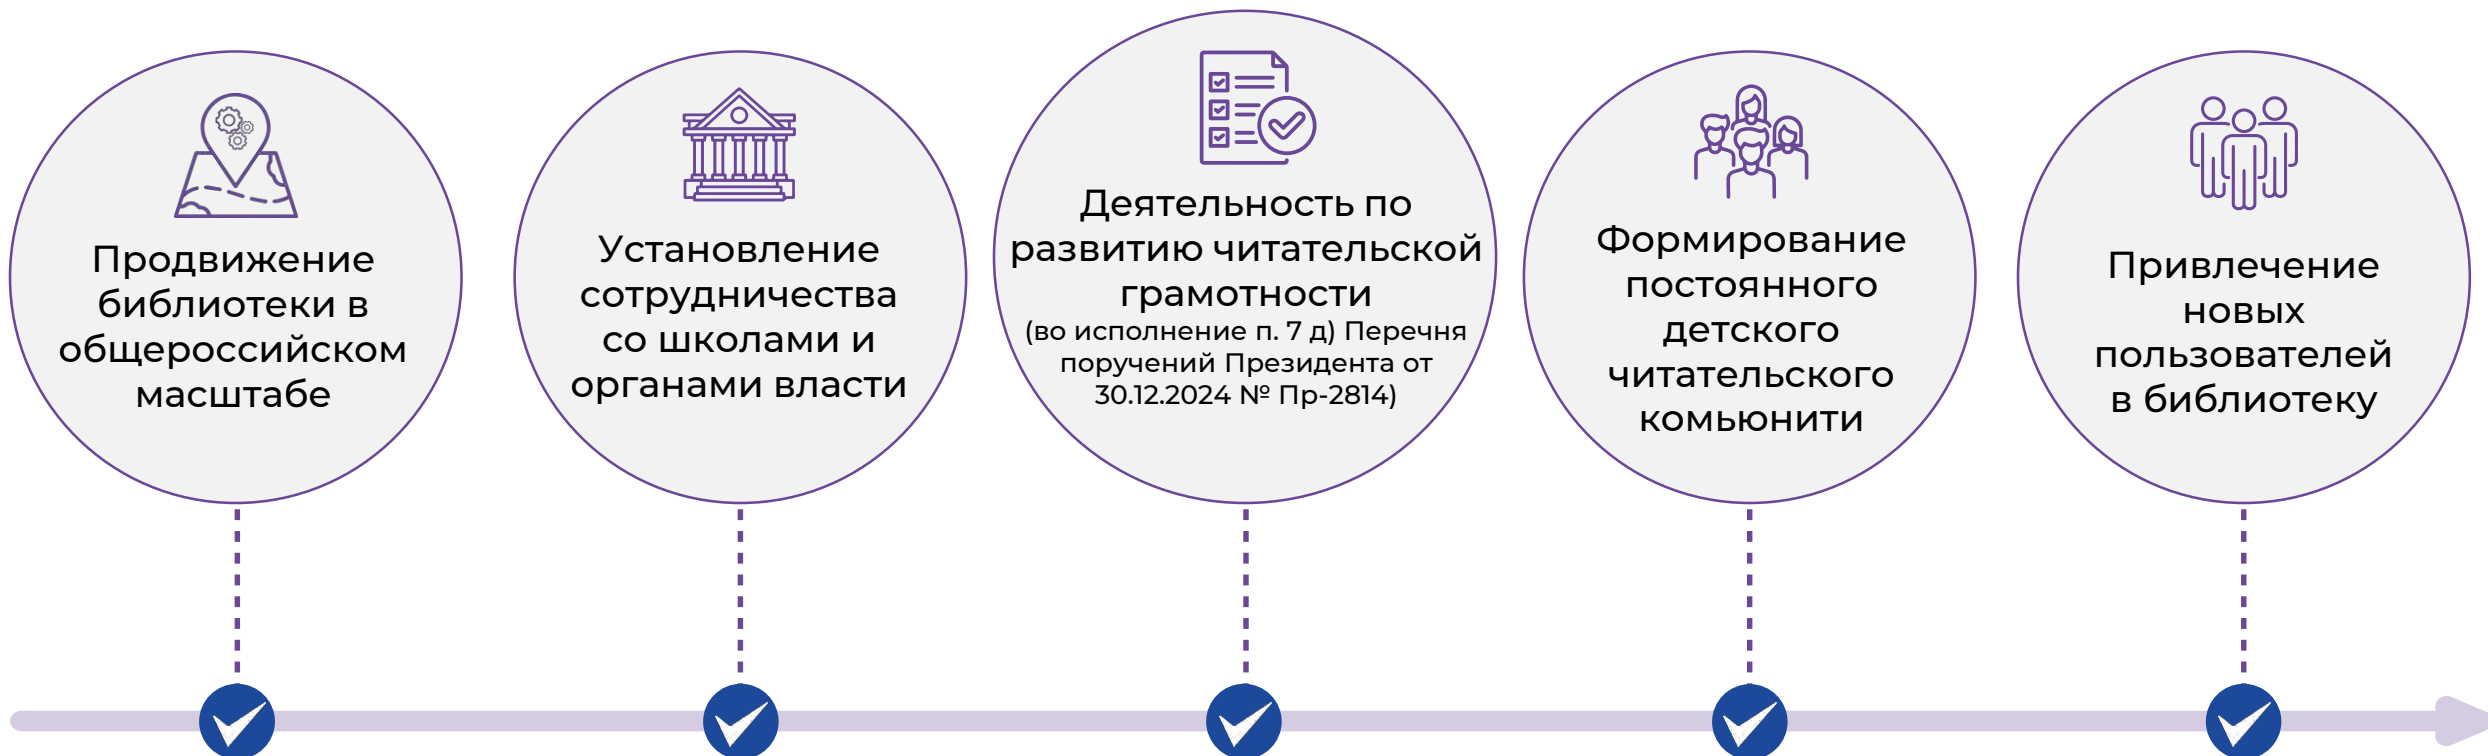 Продвижение
библиотеки в
общероссийском
масштабе
Установление
сотрудничества
со школами и
органами власти
Деятельность по
развитию читательской
грамотности
(во исполнение п. 7 д) Перечня
поручений Президента от
30.12.2024 № Пр-2814)
Формирование
постоянного
детского
читательского
комьюнити
Привлечение
новых
пользователей
в библиотеку